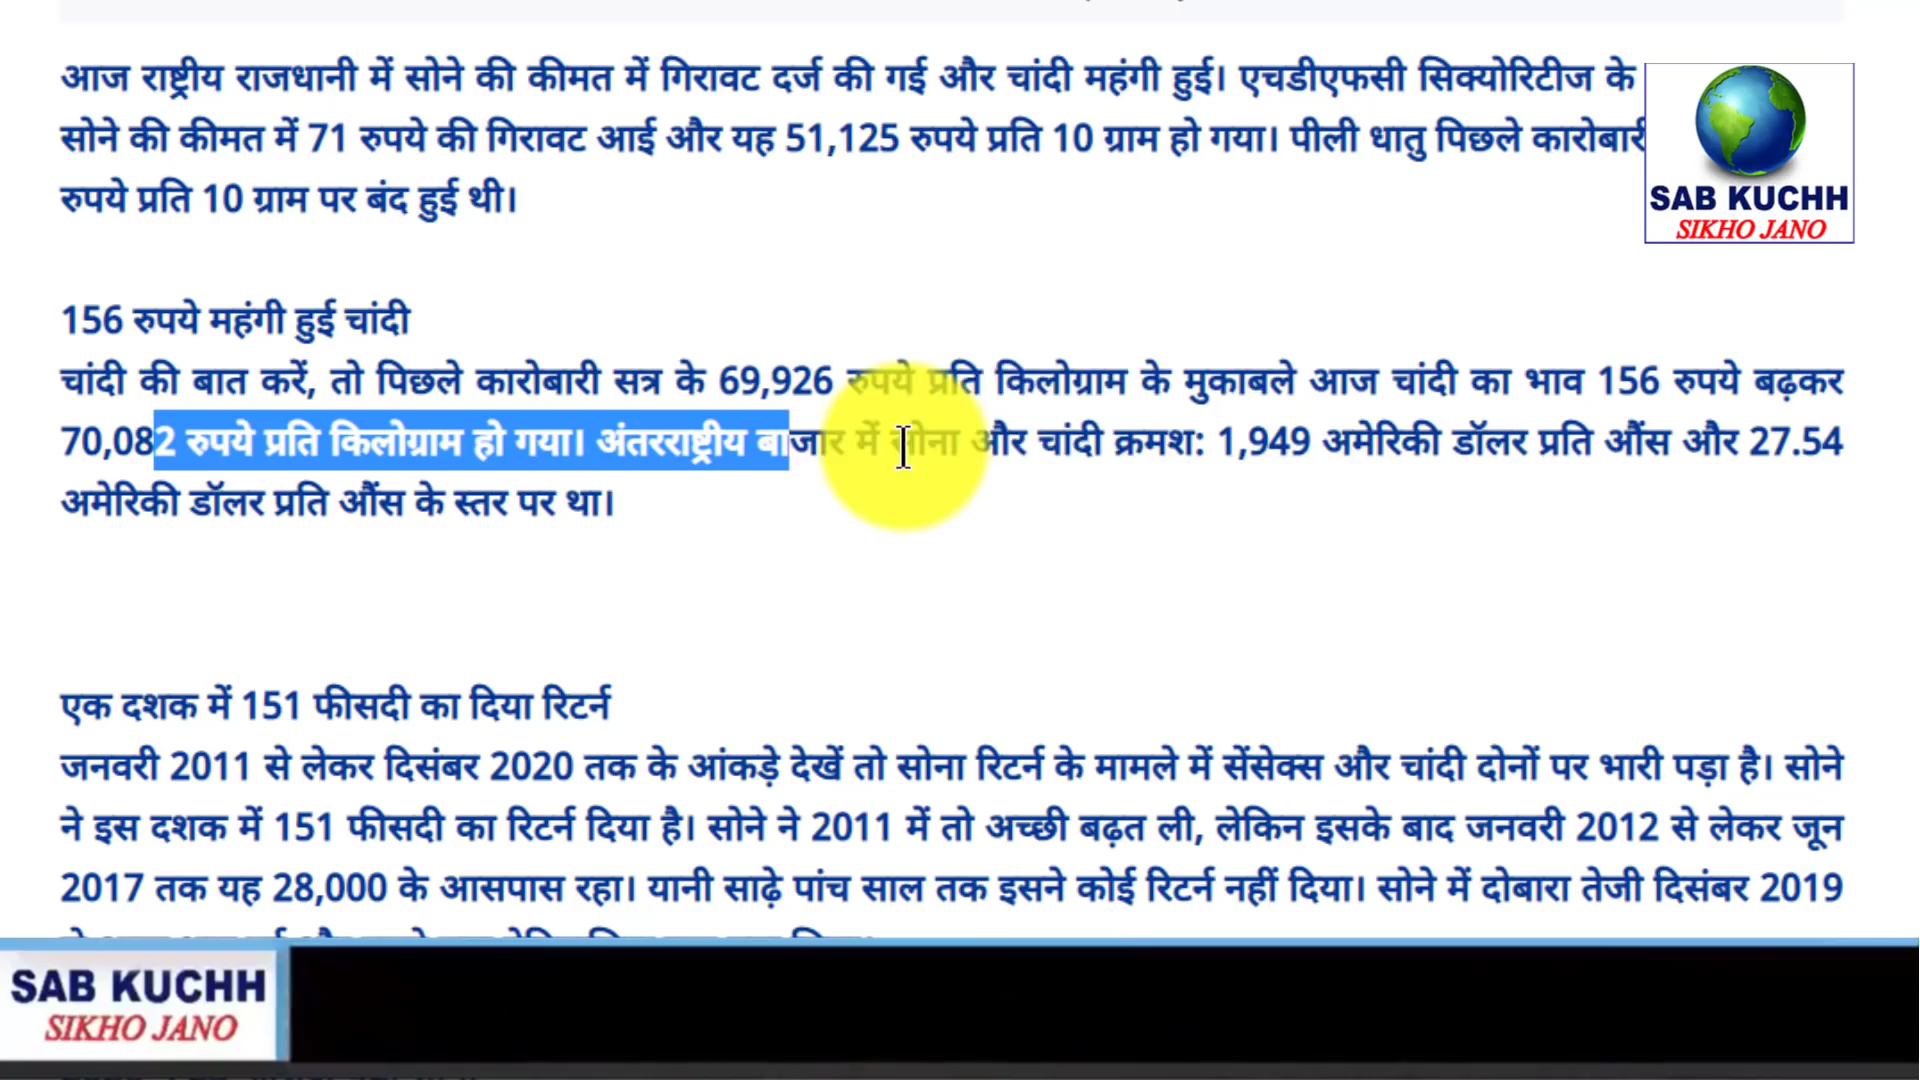 आज राष्ट्रीय राजधानी में सोने की कीमत में गिरावट दर्ज की गई और चांदी महंगी हुई। एचडीएफसी सिक्योरिटीज के
सोने की कीमत में 71 रुपये की गिरावट आई और यह 51,125 रुपये प्रति 10 ग्राम हो गया। पीली धातु पिछले कारोबारी
रुपये प्रति 10 ग्राम पर बंद हुई थी।
SAB KUCHH
SIKHO JANO
156 रुपये महंगी हुई चांदी
चांदी की बात करें, तो पिछले कारोबारी सत्र के 69,926 रुपये प्रति किलोग्राम के मुकाबले आज चांदी का भाव 156 रुपये बढ़कर
70,082 रुपये प्रति किलोग्राम हो गया। अंतरराष्ट्रीय बाजार में सोना और चांदी क्रमश: 1,949 अमेरिकी डॉलर प्रति औंस और 27.54
अमेरिकी डॉलर प्रति औंस के स्तर पर था।
एक दशक में 151 फीसदी का दिया रिटर्न
जनवरी 2011 से लेकर दिसंबर 2020 तक के आंकड़े देखें तो सोना रिटर्न के मामले में सेंसेक्स और चांदी दोनों पर भारी पड़ा है। सोने
ने इस दशक में 151 फीसदी का रिटर्न दिया है। सोने ने 2011 में तो अच्छी बढ़त ली, लेकिन इसके बाद जनवरी 2012 से लेकर जून
2017 तक यह 28,000 के आसपास रहा। यानी साढ़े पांच साल तक इसने कोई रिटर्न नहीं दिया। सोने में दोबारा तेजी दिसंबर 2019
SAB KUCHH
SIKHO JANO